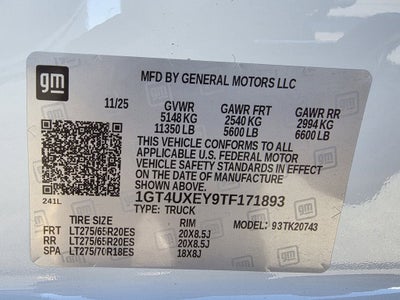 gm
MFD BY GENERAL MOTORS LLC
11/25 GVWR GAWR FRT GAWR RR
5148 KG 2540 KG 2994 KG
11350 LB 5600 LB 6600 LB
THIS VEHICLE CONFORMS TO ALL
APPLICABLE U.S. FEDERAL MOTOR
VEHICLE SAFETY STANDARDS IN EFFECT ON
THE DATE OF MANUFACTURE SHOWN ABOVE.
1GT4UXEY9TF171893
241L TYPE: TRUCK
TIRE SIZE RIM MODEL: 93TK20743
FRT LT275/65R20ES 20X8.5J
RR LT275/65R20ES 20X8.5J
SPA LT275/70R18ES 18X8J